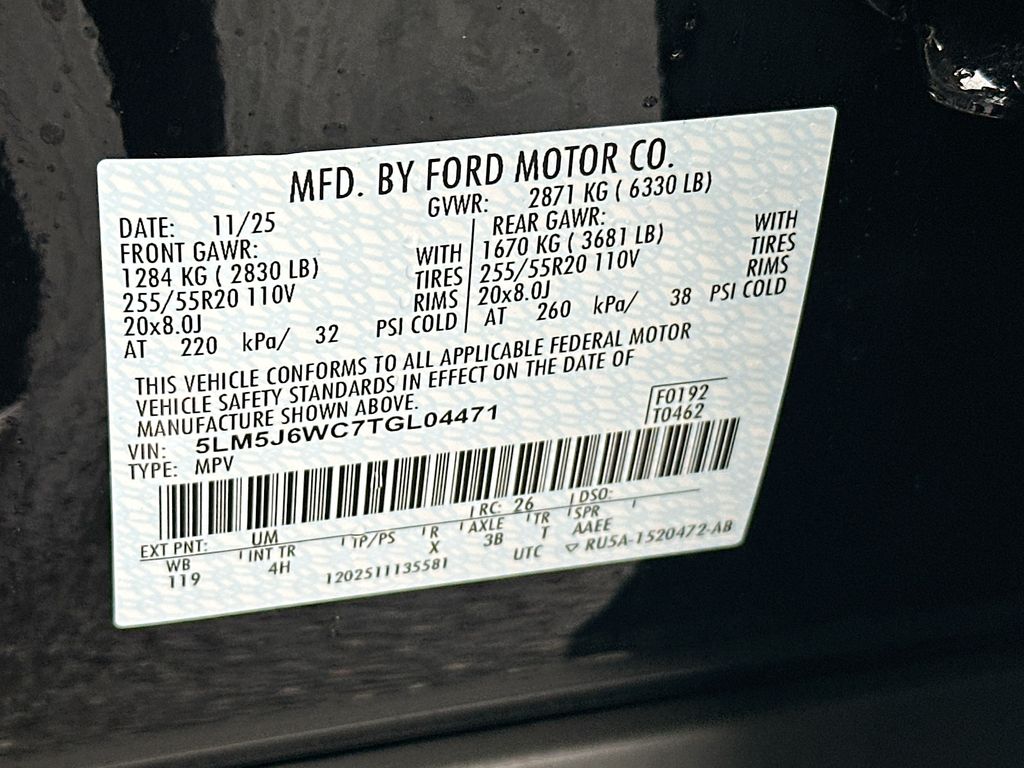 MFD. BY FORD MOTOR CO.
DATE: 11/25 GVWR: 2871 KG ( 6330 LB)
FRONT GAWR: WITH REAR GAWR: WITH
1284 KG ( 2830 LB) TIRES 1670 KG ( 3681 LB) TIRES
255/55R20 110V RIMS 255/55R20 110V RIMS
20x8.0J 20x8.0J
AT 220 kPa/ 32 PSI COLD AT 260 kPa/ 38 PSI COLD
THIS VEHICLE CONFORMS TO ALL APPLICABLE FEDERAL MOTOR
VEHICLE SAFETY STANDARDS IN EFFECT ON THE DATE OF
MANUFACTURE SHOWN ABOVE.
F0192
T0462
VIN: 5LM5J6WC7TGL04471
TYPE: MPV
EXT PNT: UM RC: 26 DSO:
WB INT TR TP/PS R AXLE TR SPR
119 4H X 3B T AAEE
1202511135581 UTC ▽ RU5A-1520472-AB